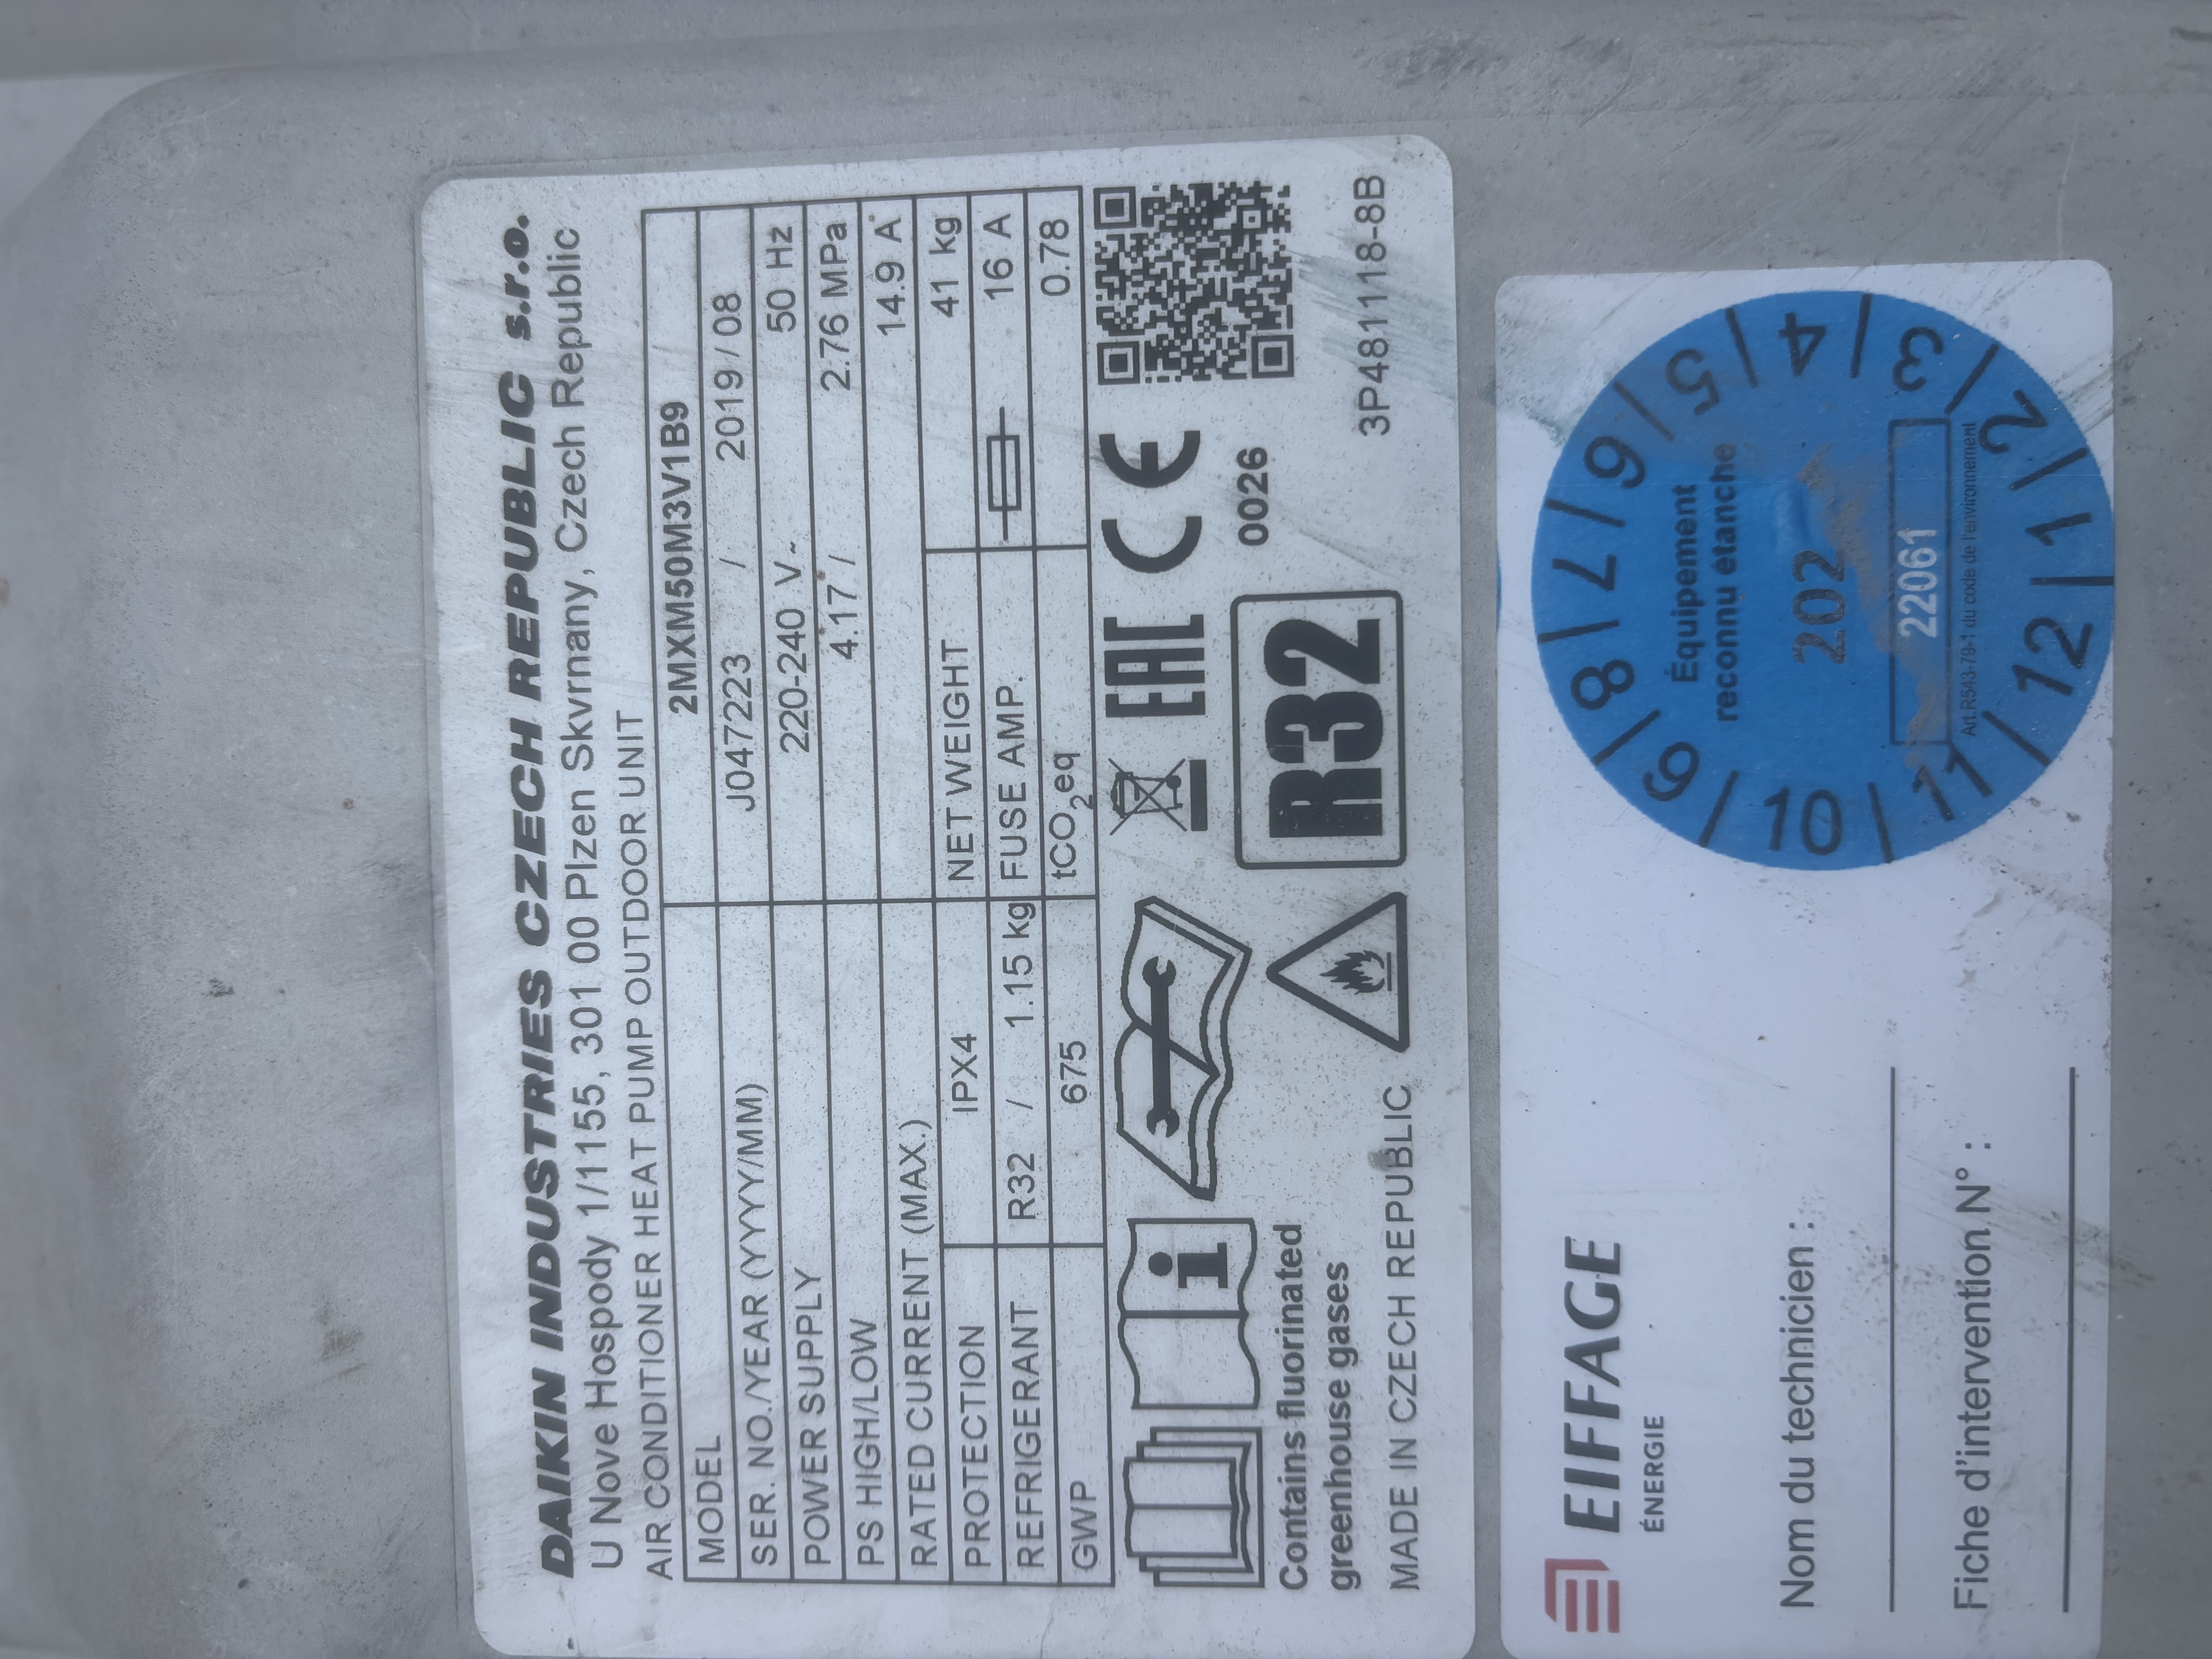 DAIKIN INDUSTRIES CZECH REPUBLIC s.r.o.
U Nove Hospody 1/1155, 301 00 Plzen Skvrnany, Czech Republic
AIR CONDITIONER HEAT PUMP OUTDOOR UNIT
MODEL 2MXM50M3V1B9
SER. NO./YEAR (YYYY/MM) J047223 / 2019/08
POWER SUPPLY 220-240 V~ 50 Hz
PS HIGH/LOW 4.17 / 2.76 MPa
RATED CURRENT (MAX.) 14.9 A
PROTECTION IPX4 NET WEIGHT 41 kg
REFRIGERANT R32 / 1.15 kg FUSE AMP. 16 A
GWP 675 tCO₂eq 0.78
i
EAC CE
0026
R32
Contains fluorinated
greenhouse gases
MADE IN CZECH REPUBLIC
3P481118-8B
EIFFAGE
ÉNERGIE
Nom du technicien :
Fiche d'intervention N° :
1 2 3 4 5 6 7 8 9 10 11 12
Équipement
reconnu étanche
202
22061
Art.R543-79-1 du code de l'environnement